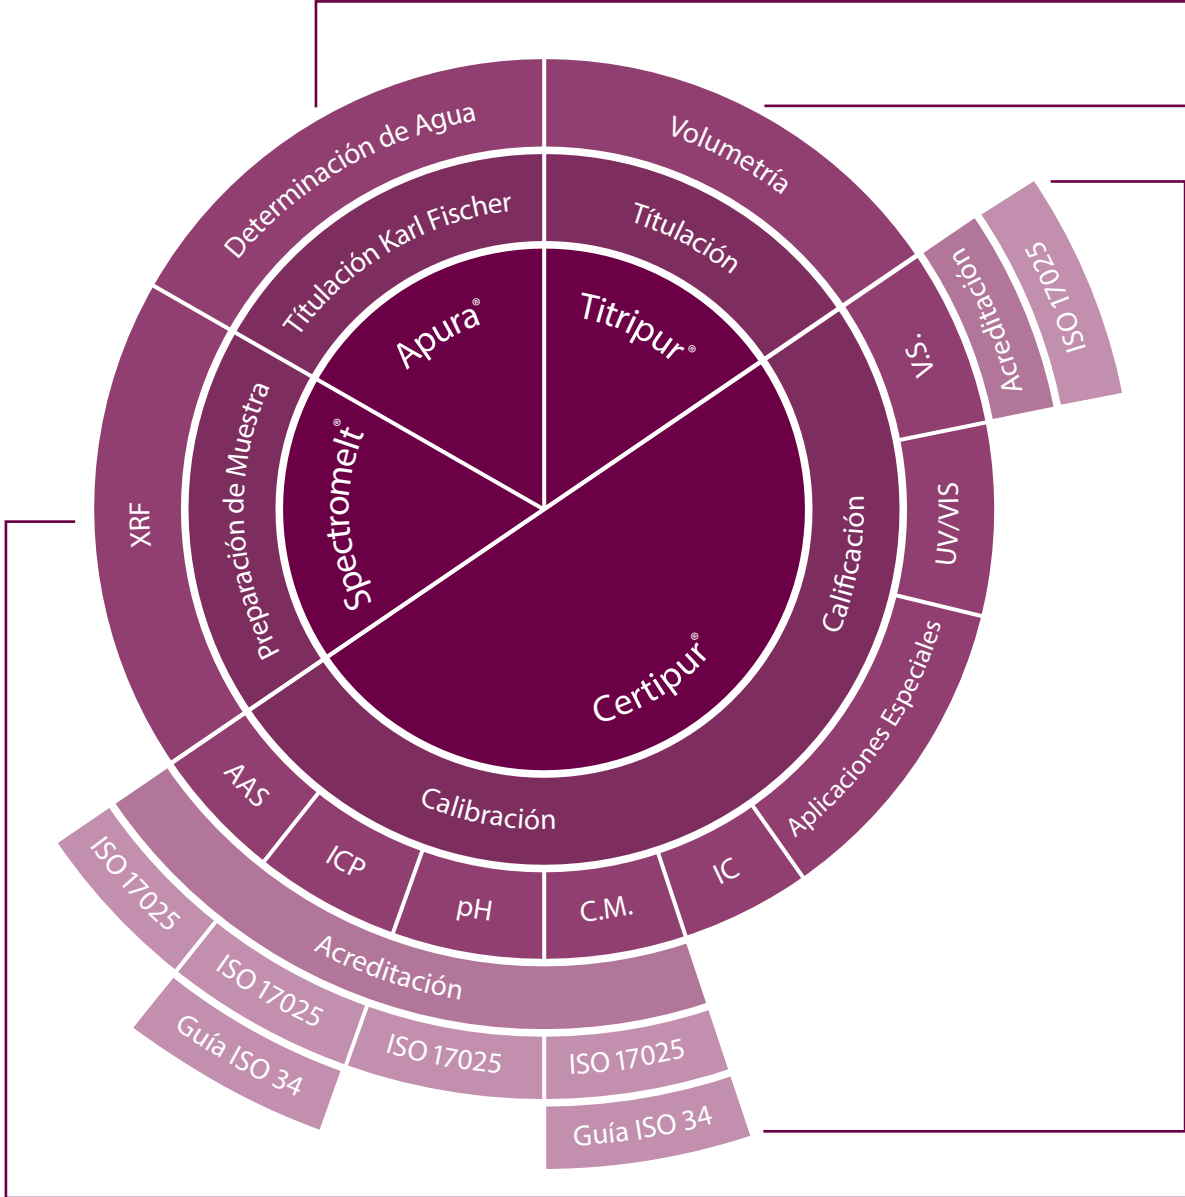 Determinación de Agua
Volumetría
Títulación Karl Fischer
Títulación
Apura®
Titripur®
Acreditación
ISO 17025
V.S.
XRF
Preparación de Muestra
Spectromelt®
Calificación
UV/VIS
Certipur®
Aplicaciones Especiales
Calibración
AAS
ICP
pH
C.M.
IC
Acreditación
ISO 17025
ISO 17025
ISO 17025
ISO 17025
Guía ISO 34
Guía ISO 34